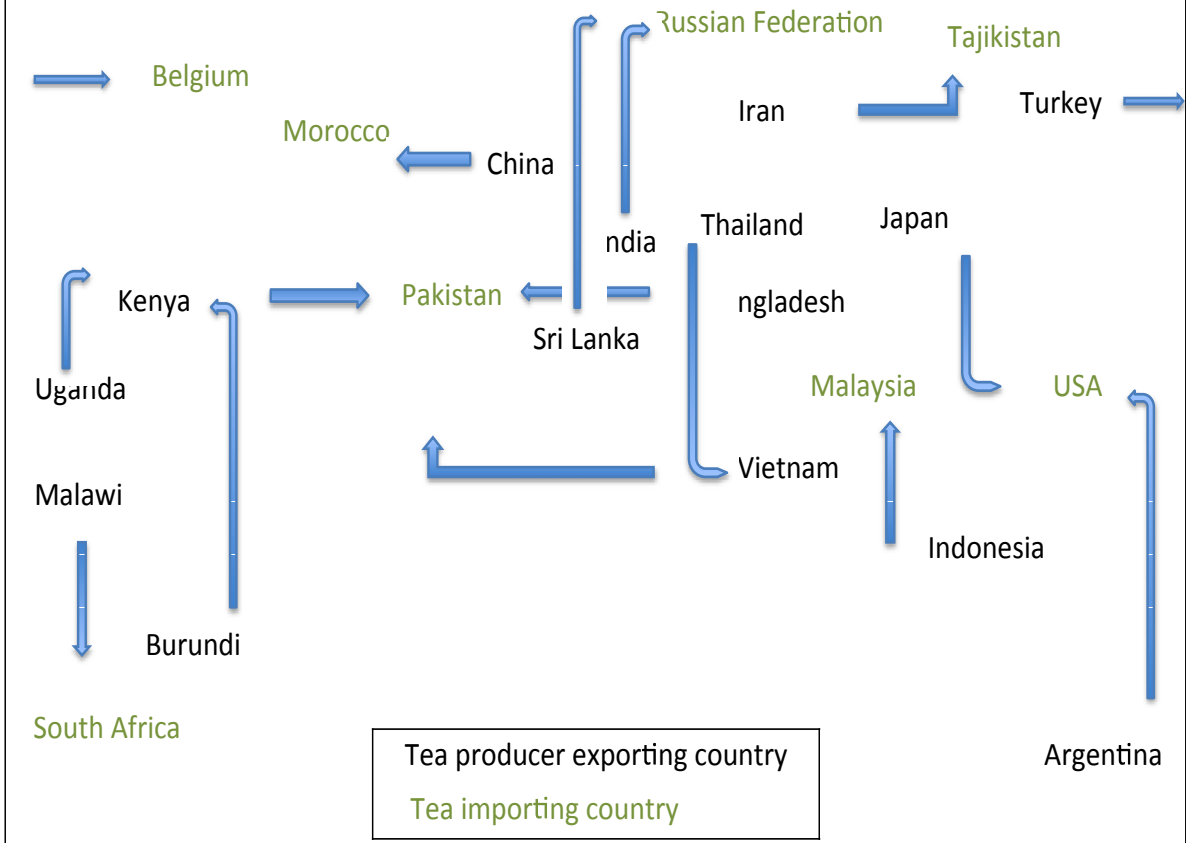 Russian Federation
Tajikistan
Belgium
Iran
Turkey
Morocco
China
Thailand
Japan
ndia
Kenya
Pakistan
ngladesh
Sri Lanka
Uganda
Malaysia
USA
Vietnam
Malawi
Indonesia
Burundi
South Africa
Argentina
Tea producer exporting country
Tea importing country